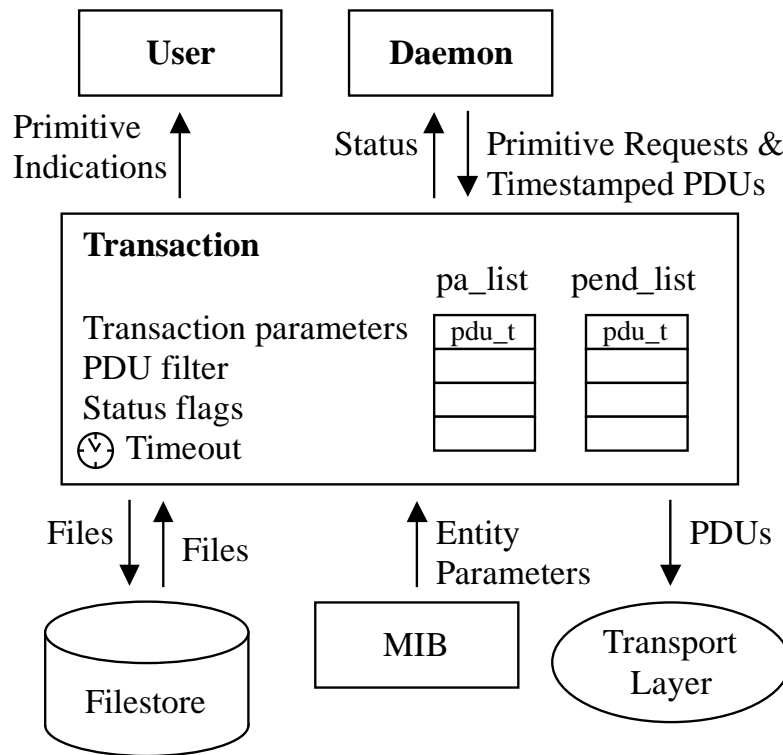 User
Daemon
Primitive
Indications
Status
Primitive Requests &
Timestamped PDUs
Transaction
pa_list
pend_list
Transaction parameters
pdu_t
pdu_t
PDU filter
Status flags
Timeout
Files
Files
Entity
Parameters
PDUs
Filestore
MIB
Transport
Layer